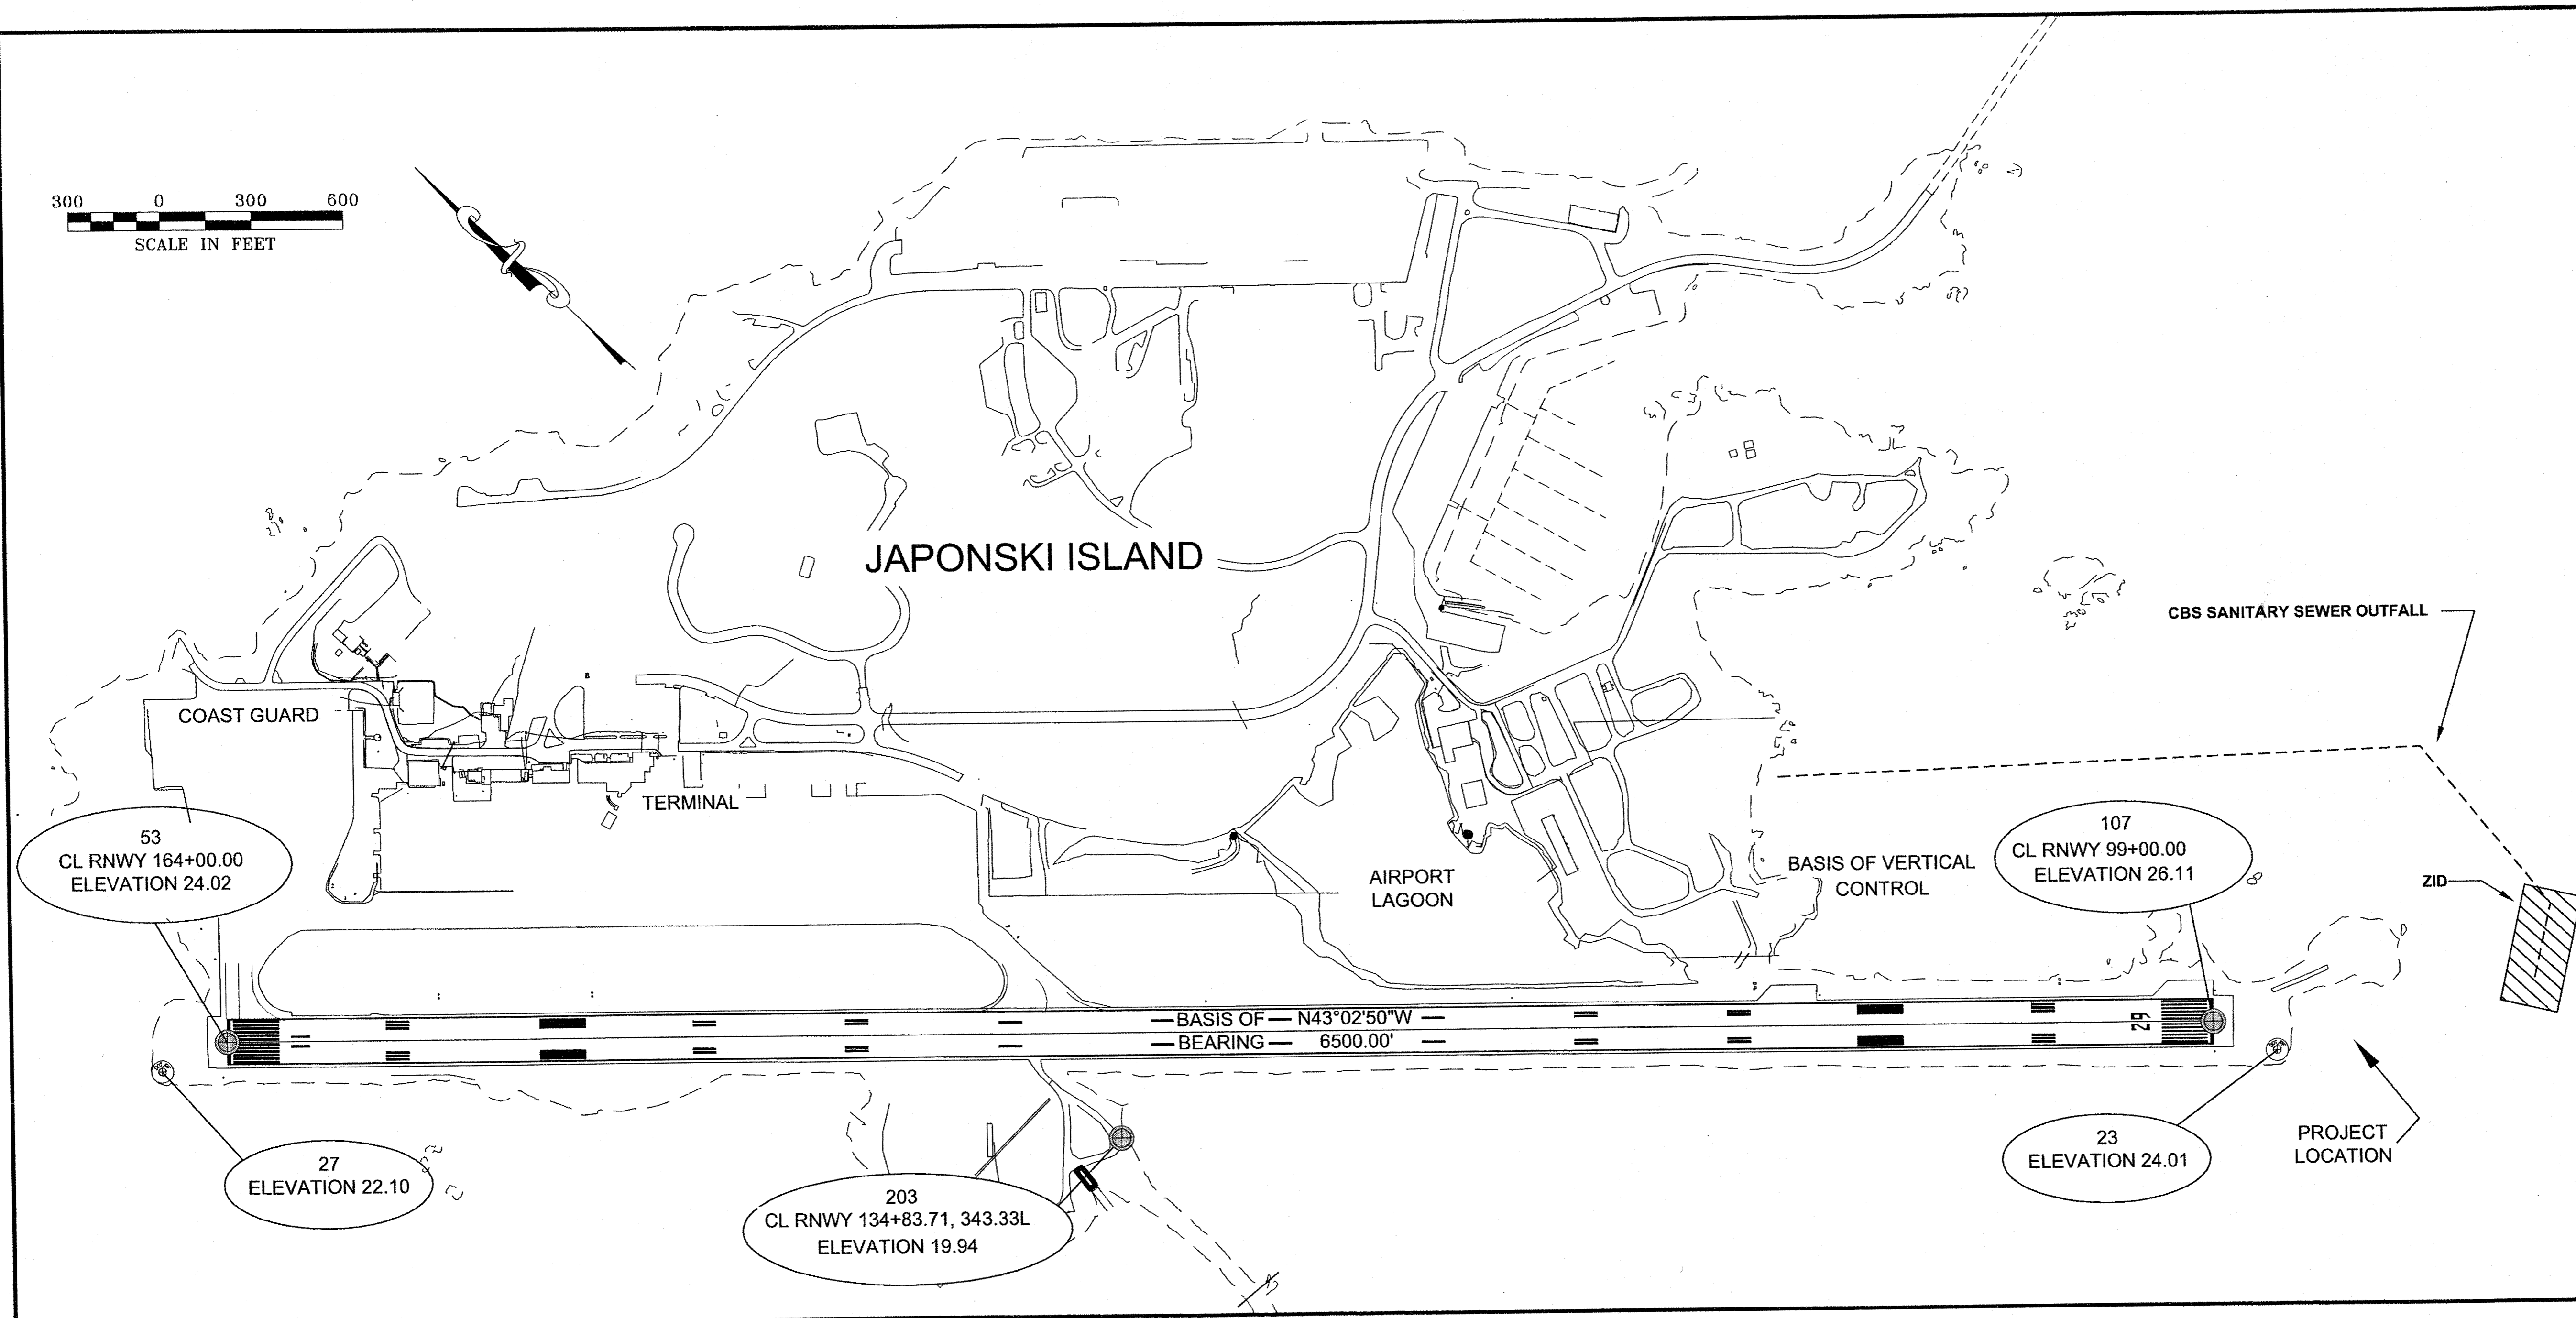 300 0 300 600
SCALE IN FEET
JAPONSKI ISLAND
CBS SANITARY SEWER OUTFALL
COAST GUARD
TERMINAL
53
CL RNWY 164+00.00
ELEVATION 24.02
107
CL RNWY 99+00.00
ELEVATION 26.11
BASIS OF VERTICAL
CONTROL
AIRPORT
LAGOON
ZID
BASIS OF N43°02'50"W
BEARING 6500.00'
11
29
27
ELEVATION 22.10
203
CL RNWY 134+83.71, 343.33L
ELEVATION 19.94
23
ELEVATION 24.01
PROJECT
LOCATION